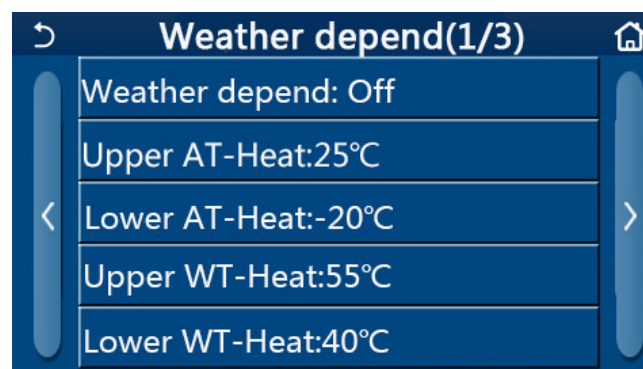 Weather depend(1/3)
Weather depend: Off
Upper AT-Heat:25℃
Lower AT-Heat:-20℃
Upper WT-Heat:55℃
Lower WT-Heat:40℃